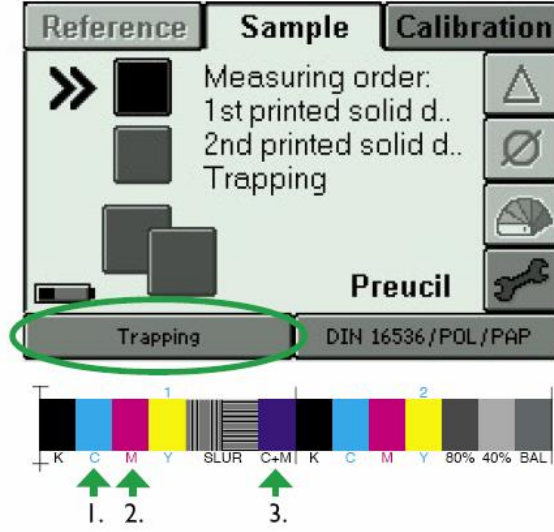 Reference Sample Calibration
Measuring order:
1st printed solid d..
2nd printed solid d..
Trapping
Preucil
Trapping DIN 16536/POL/PAP
1 2
K C M Y SLUR C+M K C M Y 80% 40% BAL
1. 2. 3.